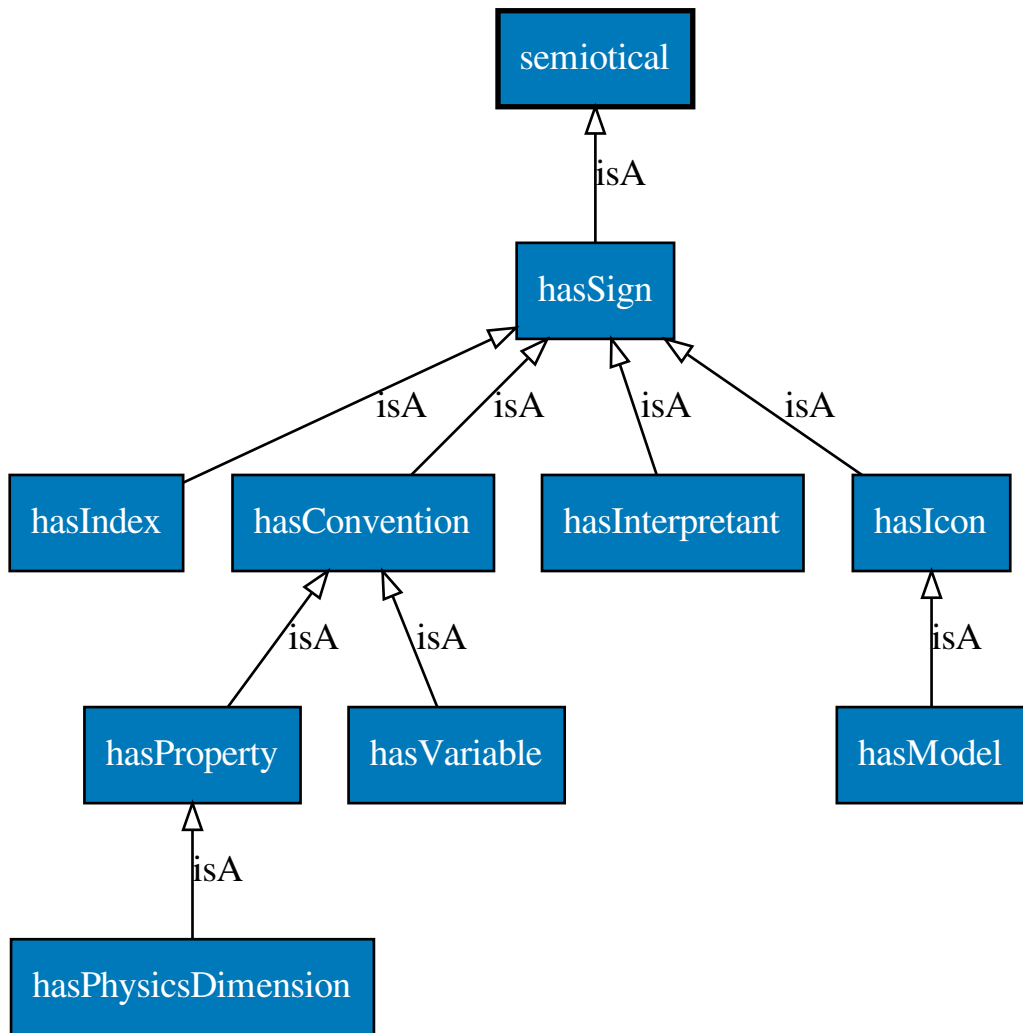 semiotical
isA
hasSign
isA
isA
isA
isA
hasIndex
hasConvention
hasInterpretant
hasIcon
isA
isA
isA
hasProperty
hasVariable
hasModel
isA
hasPhysicsDimension